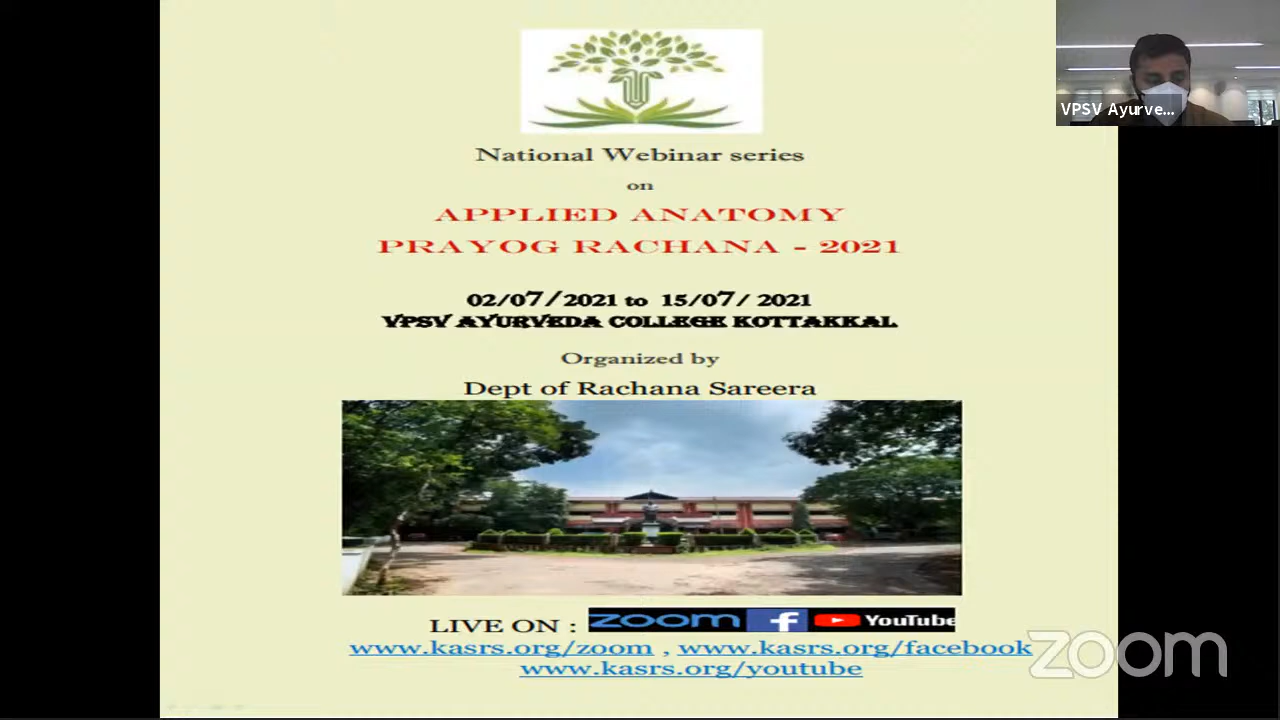 National Webinar series
on
APPLIED ANATOMY
PRAYOG RACHANA - 2021
02/07/2021 to 15/07/ 2021
VPSV AYURVEDA COLLEGE KOTTAKKAL
Organized by
Dept of Rachana Sareera
LIVE ON : zoom f YouTube
www.kasrs.org/zoom , www.kasrs.org/facebook
www.kasrs.org/youtube
VPSV Ayurve...
zoom